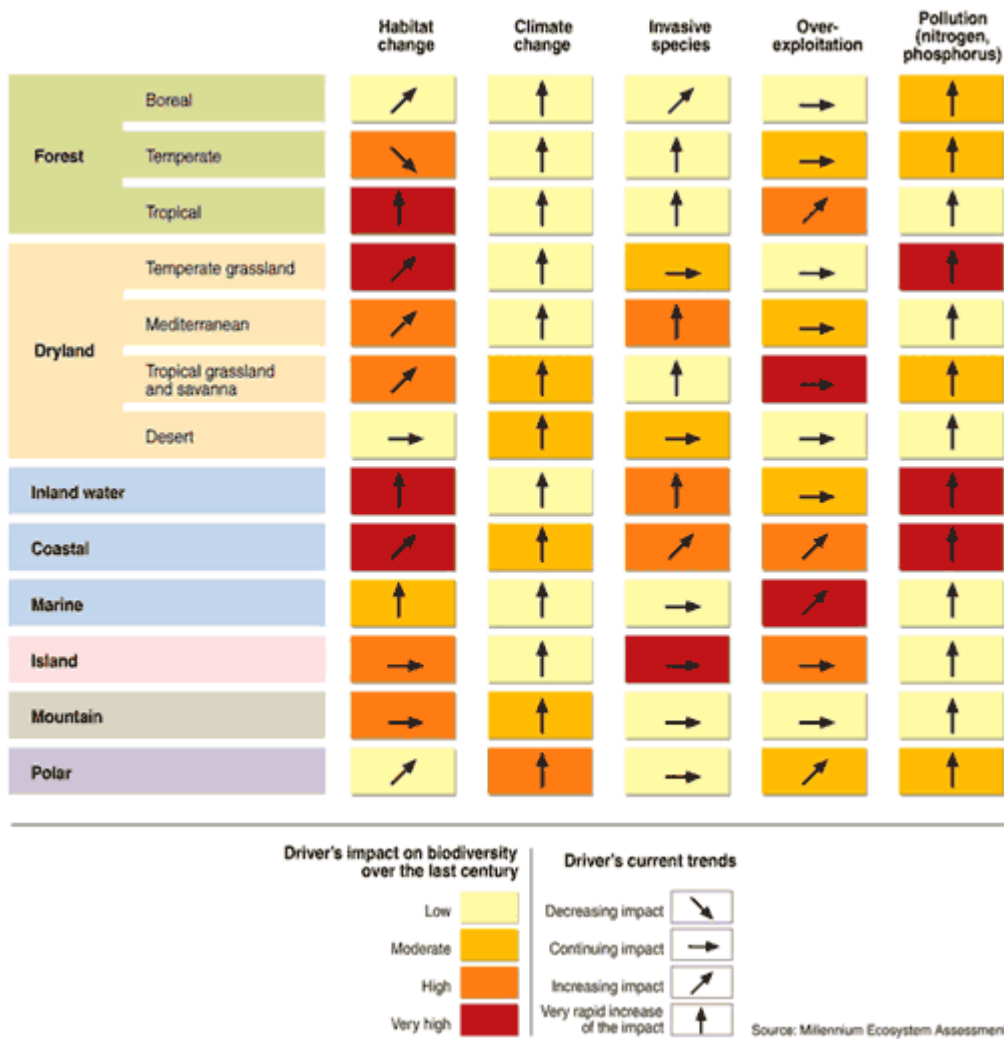 Habitat
change
Climate
change
Invasive
species
Over-
exploitation
Pollution
(nitrogen,
phosphorus)
Forest
Boreal
Temperate
Tropical
Dryland
Temperate grassland
Mediterranean
Tropical grassland
and savanna
Desert
Inland water
Coastal
Marine
Island
Mountain
Polar
Driver's impact on biodiversity
over the last century
Low
Moderate
High
Very high
Driver's current trends
Decreasing impact
Continuing impact
Increasing impact
Very rapid increase
of the impact
Source: Millennium Ecosystem Assessmen